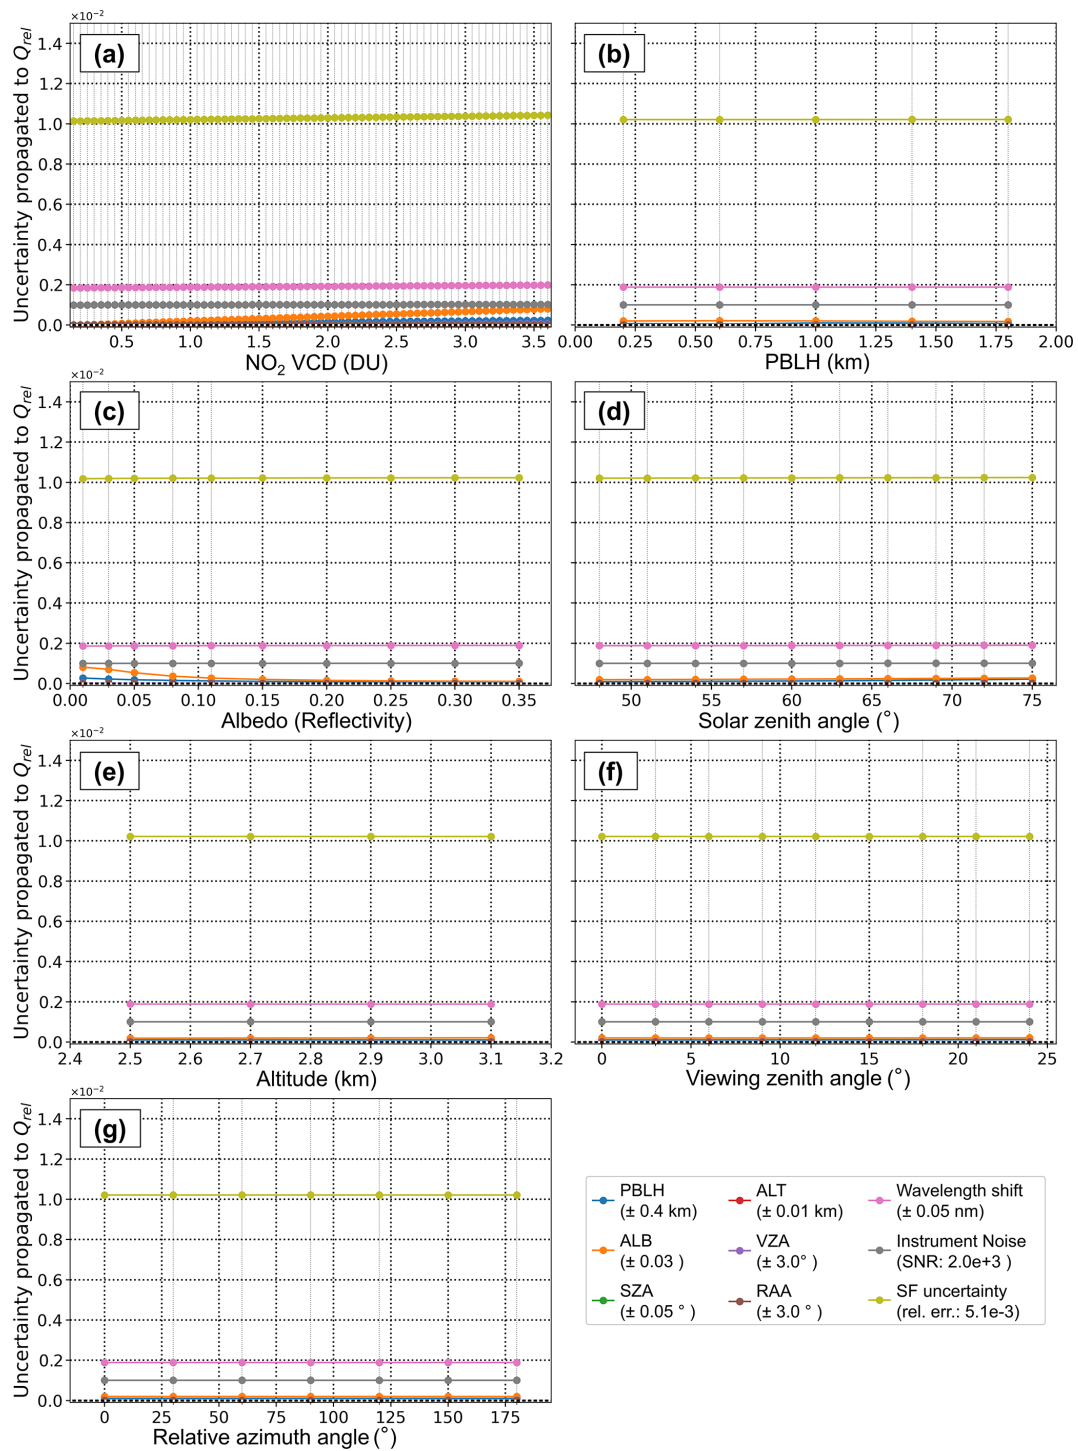 ×10⁻²
Uncertainty propagated to Q_rel
1.4
1.2
1.0
0.8
0.6
0.4
0.2
0.0
(a)
0.5 1.0 1.5 2.0 2.5 3.0 3.5
NO₂ VCD (DU)
(b)
0.00 0.25 0.50 0.75 1.00 1.25 1.50 1.75 2.00
PBLH (km)
×10⁻²
Uncertainty propagated to Q_rel
1.4
1.2
1.0
0.8
0.6
0.4
0.2
0.0
(c)
0.00 0.05 0.10 0.15 0.20 0.25 0.30 0.35
Albedo (Reflectivity)
(d)
50 55 60 65 70 75
Solar zenith angle (°)
×10⁻²
Uncertainty propagated to Q_rel
1.4
1.2
1.0
0.8
0.6
0.4
0.2
0.0
(e)
2.4 2.5 2.6 2.7 2.8 2.9 3.0 3.1 3.2
Altitude (km)
(f)
0 5 10 15 20 25
Viewing zenith angle (°)
×10⁻²
Uncertainty propagated to Q_rel
1.4
1.2
1.0
0.8
0.6
0.4
0.2
0.0
(g)
0 25 50 75 100 125 150 175
Relative azimuth angle (°)
PBLH
(± 0.4 km)
ALB
(± 0.03 )
SZA
(± 0.05 °)
ALT
(± 0.01 km)
VZA
(± 3.0° )
RAA
(± 3.0 °)
Wavelength shift
(± 0.05 nm)
Instrument Noise
(SNR: 2.0e+3 )
SF uncertainty
(rel. err.: 5.1e-3)